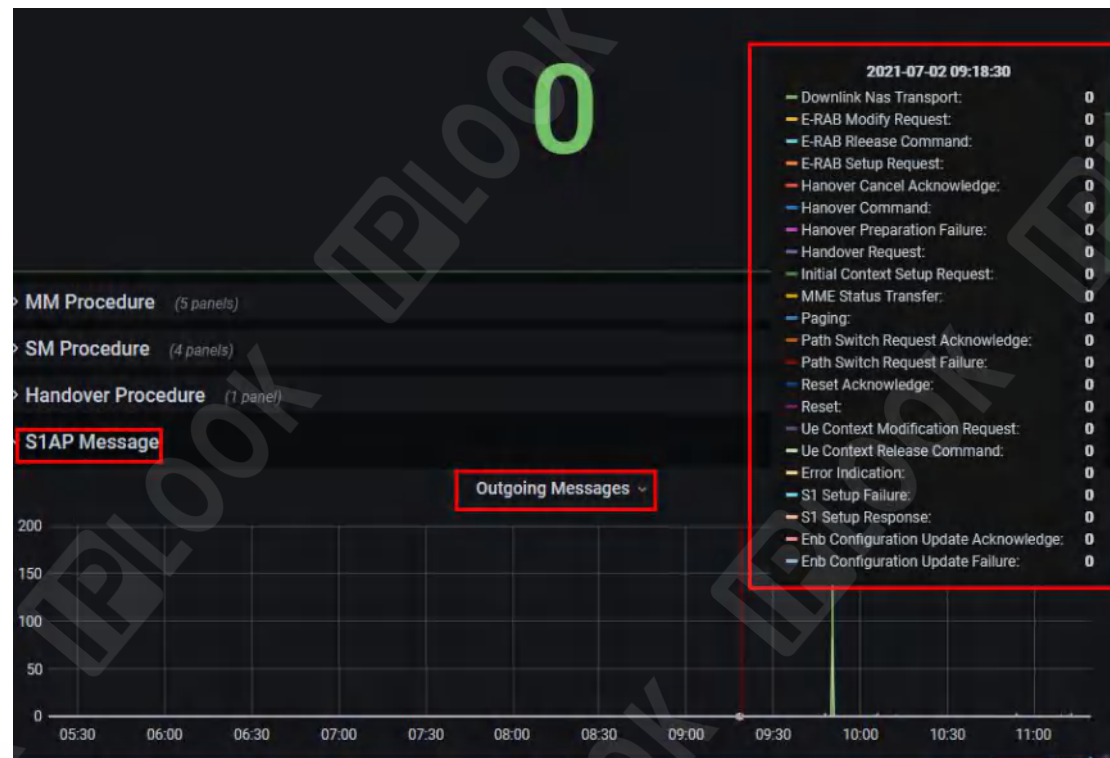 0
2021-07-02 09:18:30
Downlink Nas Transport: 0
E-RAB Modify Request: 0
E-RAB Rleease Command: 0
E-RAB Setup Request: 0
Hanover Cancel Acknowledge: 0
Hanover Command: 0
Hanover Preparation Failure: 0
Handover Request: 0
Initial Context Setup Request: 0
MME Status Transfer: 0
Paging: 0
Path Switch Request Acknowledge: 0
Path Switch Request Failure: 0
Reset Acknowledge: 0
Reset: 0
Ue Context Modification Request: 0
Ue Context Release Command: 0
Error Indication: 0
S1 Setup Failure: 0
S1 Setup Response: 0
Enb Configuration Update Acknowledge: 0
Enb Configuration Update Failure: 0
MM Procedure (5 panels)
SM Procedure (4 panels)
Handover Procedure (1 panel)
S1AP Message
Outgoing Messages
200
150
100
50
0
05:30 06:00 06:30 07:00 07:30 08:00 08:30 09:00 09:30 10:00 10:30 11:00
IPLOOK
IPLOOK
IPLOOK